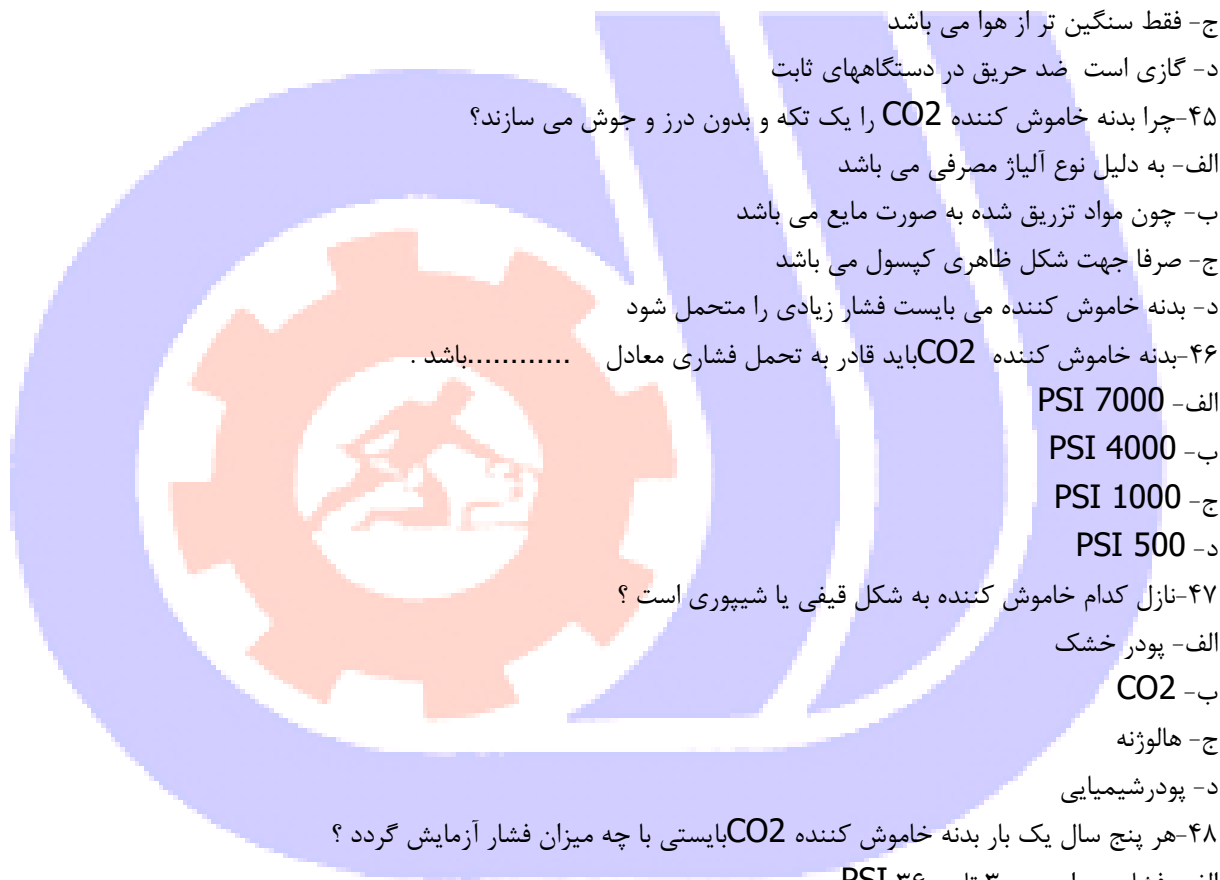 ج- فقط سنگین تر از هوا می باشد
د- گازی است ضد حریق در دستگاههای ثابت
۴۵-چرا بدنه خاموش کننده CO2 را یک تکه و بدون درز و جوش می سازند؟
الف- به دلیل نوع آلیاژ مصرفی می باشد
ب- چون مواد تزریق شده به صورت مایع می باشد
ج- صرفا جهت شکل ظاهری کپسول می باشد
د- بدنه خاموش کننده می بایست فشار زیادی را متحمل شود
۴۶-بدنه خاموش کننده CO2باید قادر به تحمل فشاری معادل ............باشد .
الف- 7000 PSI
ب- 4000 PSI
ج- 1000 PSI
د- 500 PSI
۴۷-نازل کدام خاموش کننده به شکل قیفی یا شیپوری است ؟
الف- پودر خشک
ب- CO2
ج- هالوژنه
د- پودرشیمیایی
۴۸-هر پنج سال یک بار بدنه خاموش کننده CO2بایستی با چه میزان فشار آزمایش گردد ؟